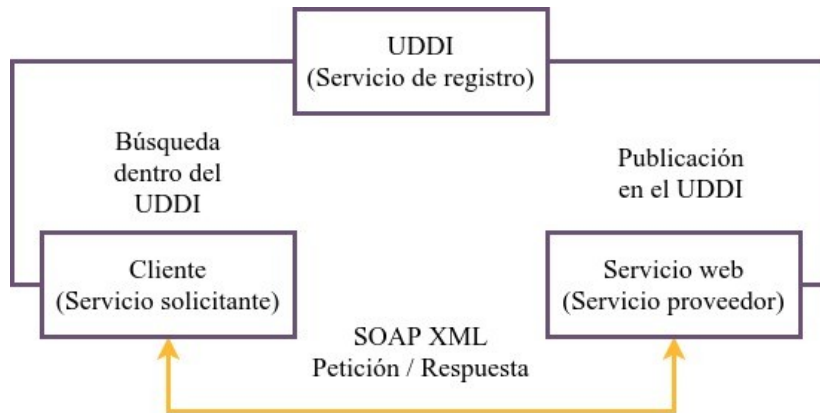 UDDI
(Servicio de registro)
Búsqueda
dentro del
UDDI
Publicación
en el UDDI
Cliente
(Servicio solicitante)
Servicio web
(Servicio proveedor)
SOAP XML
Petición / Respuesta